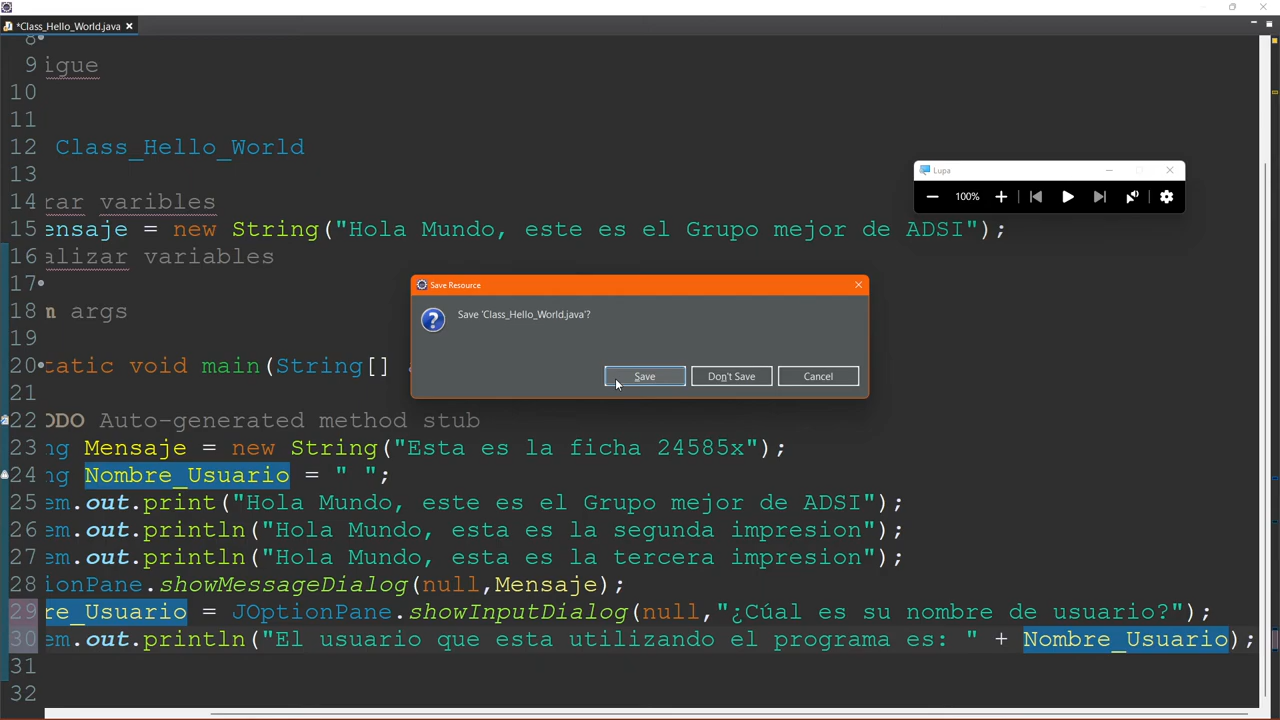 *Class_Hello_World.java
8
9 igue
10
11
12 Class_Hello_World
13
14 rar varibles
15 ensaje = new String("Hola Mundo, este es el Grupo mejor de ADSI");
16 alizar variables
17
18 n args
19
20 tatic void main(String[]
21
22 ODO Auto-generated method stub
23 ng Mensaje = new String("Esta es la ficha 24585x");
24 ng Nombre_Usuario = " ";
25 em.out.print("Hola Mundo, este es el Grupo mejor de ADSI");
26 em.out.println("Hola Mundo, esta es la segunda impresion");
27 em.out.println("Hola Mundo, esta es la tercera impresion");
28 ionPane.showMessageDialog(null,Mensaje);
29 re_Usuario = JOptionPane.showInputDialog(null,"¿Cúal es su nombre de usuario?");
30 em.out.println("El usuario que esta utilizando el programa es: " + Nombre_Usuario);
31
32
Lupa
100%
Save Resource
Save 'Class_Hello_World.java'?
Save
Don't Save
Cancel